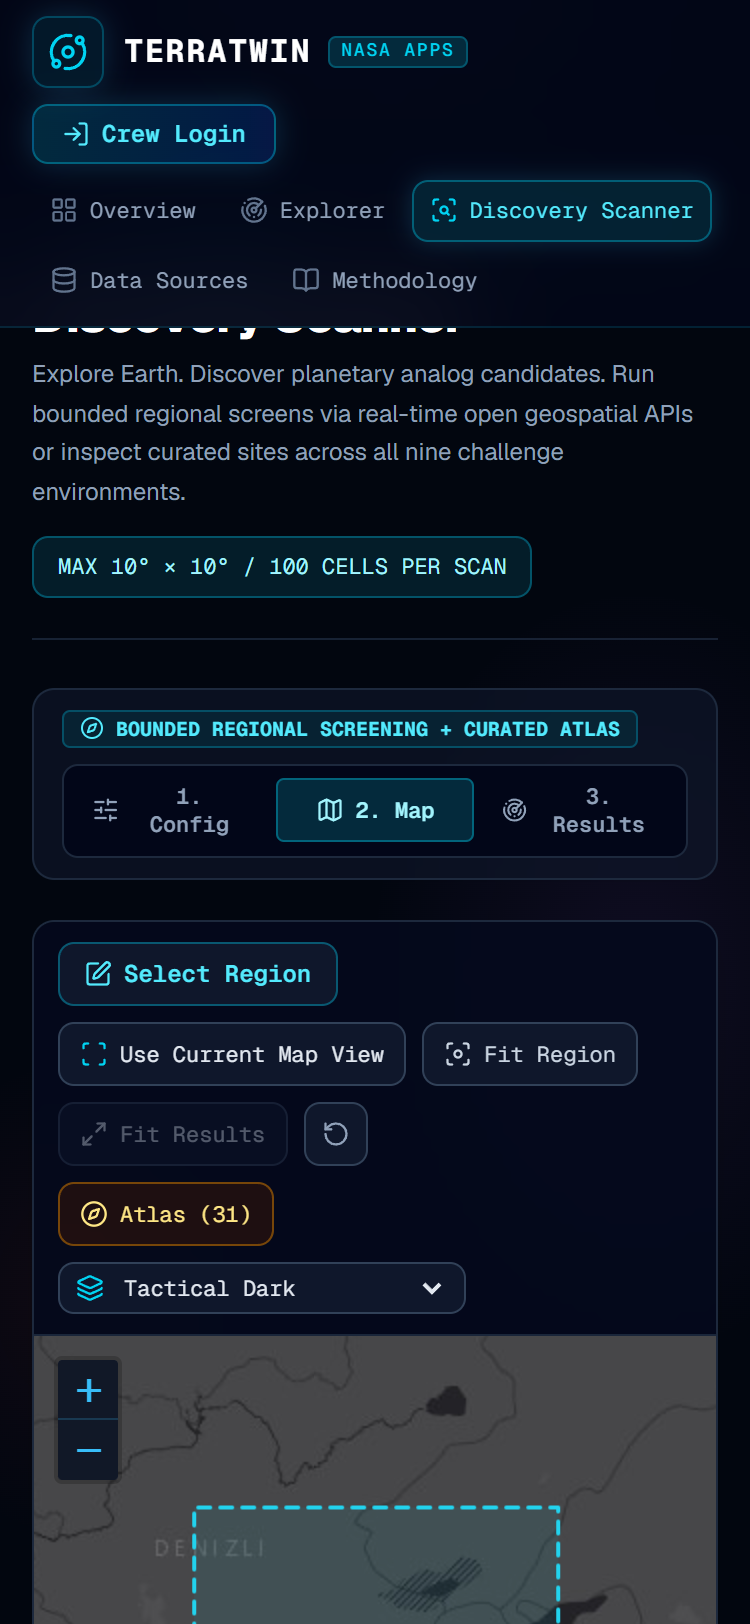 TERRATWIN NASA APPS
Crew Login
Overview Explorer Discovery Scanner
Data Sources Methodology
Discovery Scanner
Explore Earth. Discover planetary analog candidates. Run
bounded regional screens via real-time open geospatial APIs
or inspect curated sites across all nine challenge
environments.
MAX 10° × 10° / 100 CELLS PER SCAN
BOUNDED REGIONAL SCREENING + CURATED ATLAS
1. Config
2. Map
3. Results
Select Region
Use Current Map View Fit Region
Fit Results
Atlas (31)
Tactical Dark
+
−
DENIZLI